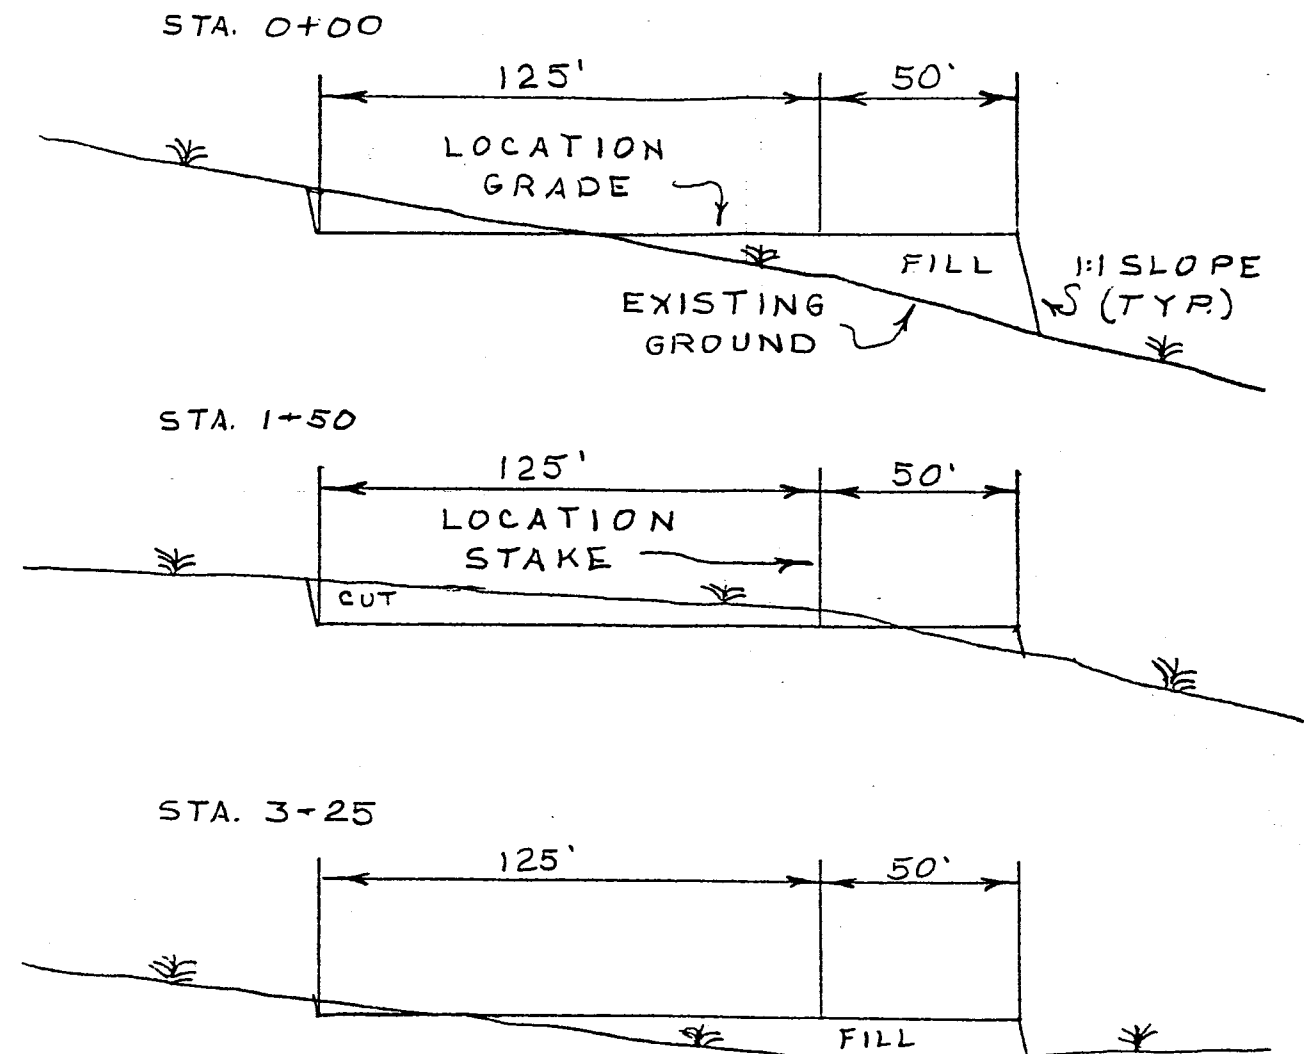 STA. 0+00
125'
50'
LOCATION
GRADE
FILL
1:1 SLOPE
(TYP.)
EXISTING
GROUND
STA. 1+50
125'
50'
LOCATION
STAKE
CUT
STA. 3+25
125'
50'
FILL